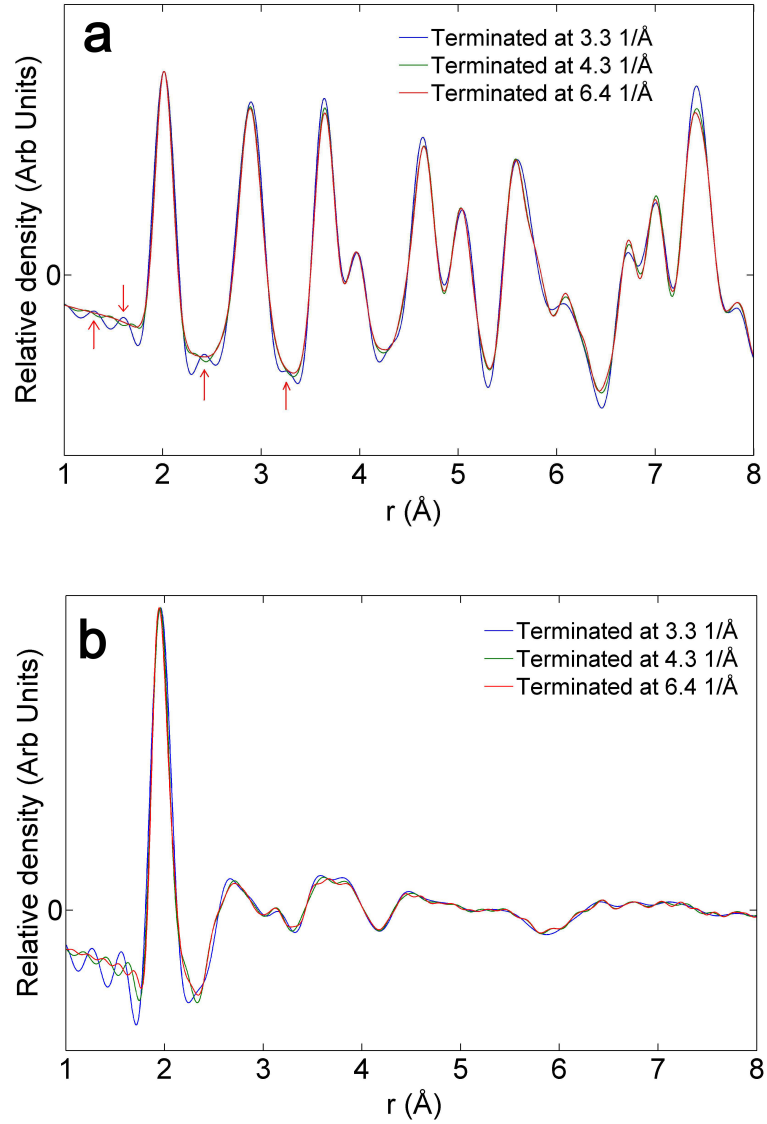 a
Terminated at 3.3 1/Å
Terminated at 4.3 1/Å
Terminated at 6.4 1/Å
Relative density (Arb Units)
0
1 2 3 4 5 6 7 8
r (Å)
b
Terminated at 3.3 1/Å
Terminated at 4.3 1/Å
Terminated at 6.4 1/Å
Relative density (Arb Units)
0
1 2 3 4 5 6 7 8
r (Å)